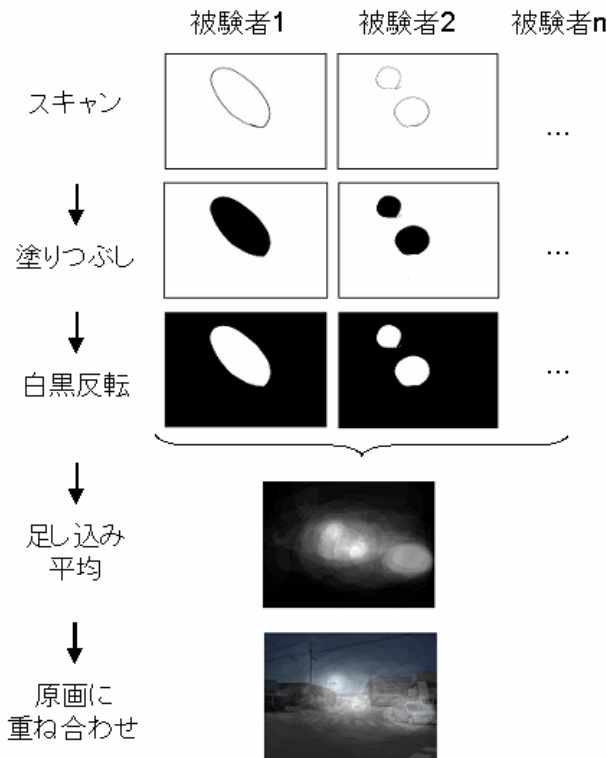 被験者1 被験者2 被験者n
スキャン
...
塗りつぶし
...
白黒反転
...
足し込み
平均
原画に
重ね合わせ